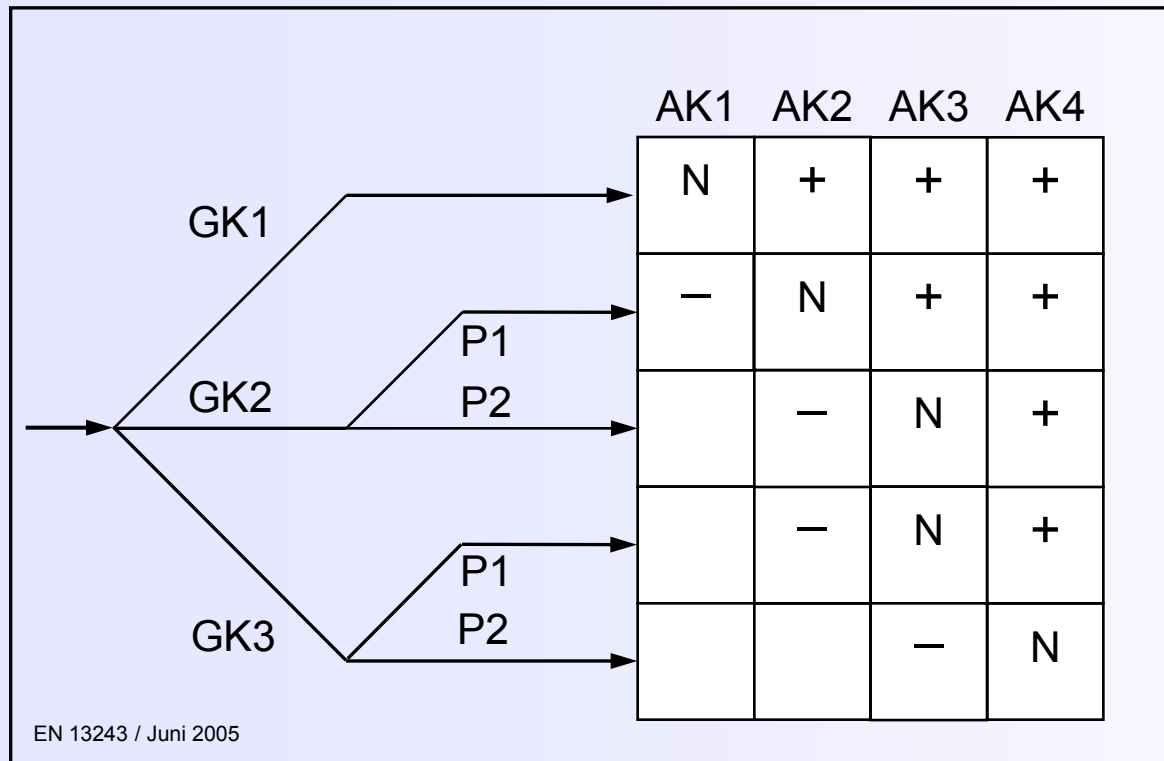 AK1 AK2 AK3 AK4
N + + +
GK1
– N + +
P1
GK2 P2
– N +
– N +
P1
GK3 P2
– N
EN 13243 / Juni 2005